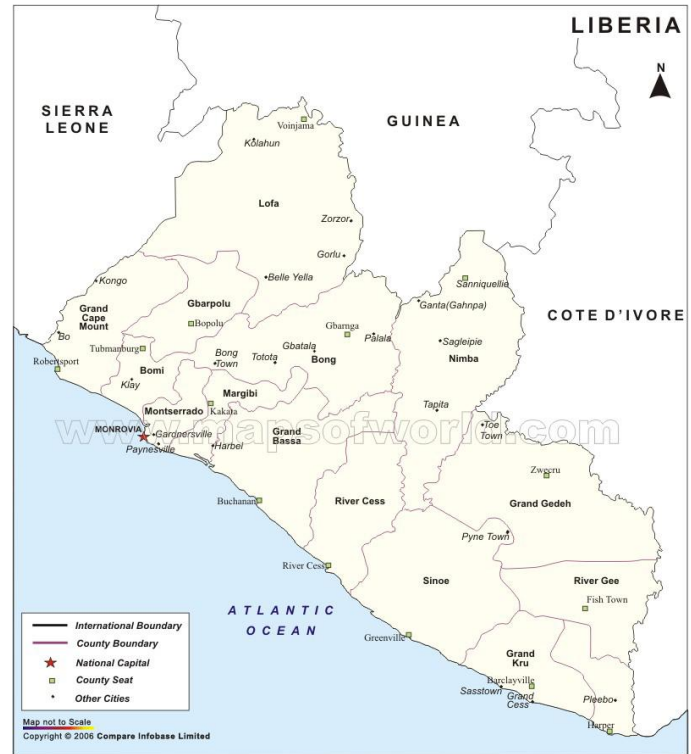 LIBERIA
N
SIERRA
LEONE
GUINEA
Voinjama
Kolahun
Lofa
Zorzor
Gorlu
Belle Yella
Kongo
Sanniquellie
Gbarpolu
Grand
Cape
Mount
Ganta(Gahnpa)
COTE D'IVORE
Bopolu
Bo
Gbarnga
Palala
Sagleipie
Tubmanburg
Gbatala
Nimba
Robertsport
Bong
Town
Totota
Bong
Bomi
Klay
Margibi
Montserrado
Kakata
Tapita
MONROVIA
Gardnersville
Grand
Bassa
Toe
Town
www.mapsofworld.com
Paynesville
Harbel
Zwecru
Buchanan
River Cess
Grand Gedeh
Pyne Town
River Cess
Sinoe
River Gee
Fish Town
ATLANTIC
OCEAN
Greenville
Grand
Kru
Barclayville
Sasstown
Grand
Cess
Pleebo
Harper
International Boundary
County Boundary
National Capital
County Seat
Other Cities
Map not to Scale
Copyright © 2006 Compare Infobase Limited